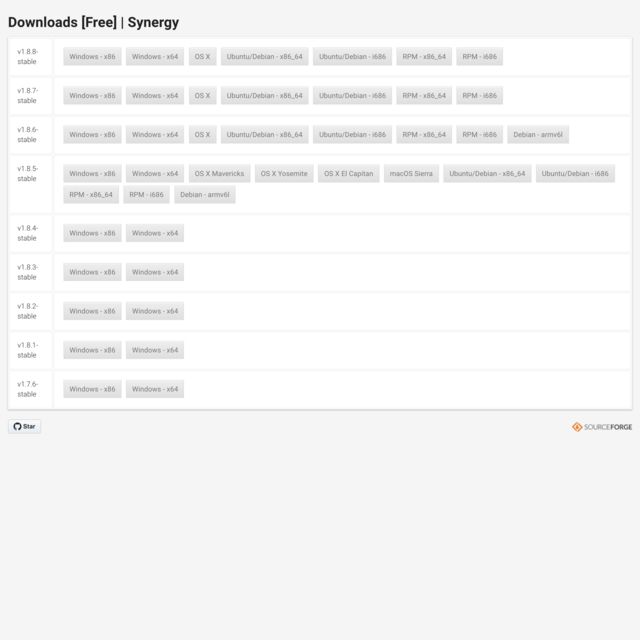 Downloads [Free] | Synergy
v1.8.8-
stable
Windows - x86 Windows - x64 OS X Ubuntu/Debian - x86_64 Ubuntu/Debian - i686 RPM - x86_64 RPM - i686
v1.8.7-
stable
Windows - x86 Windows - x64 OS X Ubuntu/Debian - x86_64 Ubuntu/Debian - i686 RPM - x86_64 RPM - i686
v1.8.6-
stable
Windows - x86 Windows - x64 OS X Ubuntu/Debian - x86_64 Ubuntu/Debian - i686 RPM - x86_64 RPM - i686 Debian - armv6l
v1.8.5-
stable
Windows - x86 Windows - x64 OS X Mavericks OS X Yosemite OS X El Capitan macOS Sierra Ubuntu/Debian - x86_64 Ubuntu/Debian - i686
RPM - x86_64 RPM - i686 Debian - armv6l
v1.8.4-
stable
Windows - x86 Windows - x64
v1.8.3-
stable
Windows - x86 Windows - x64
v1.8.2-
stable
Windows - x86 Windows - x64
v1.8.1-
stable
Windows - x86 Windows - x64
v1.7.6-
stable
Windows - x86 Windows - x64
Star
SOURCEFORGE